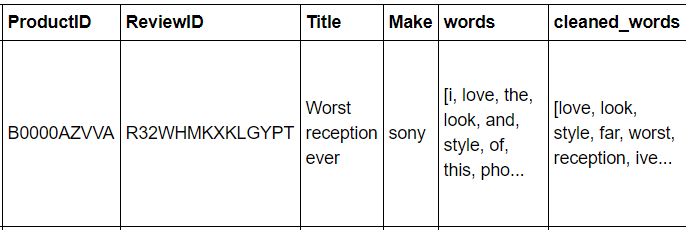 ProductID ReviewID Title Make words cleaned_words
B0000AZVVA R32WHMKXKLGYPT Worst reception ever sony [i, love, the, look, and, style, of, this, pho... [love, look, style, far, worst, reception, ive...